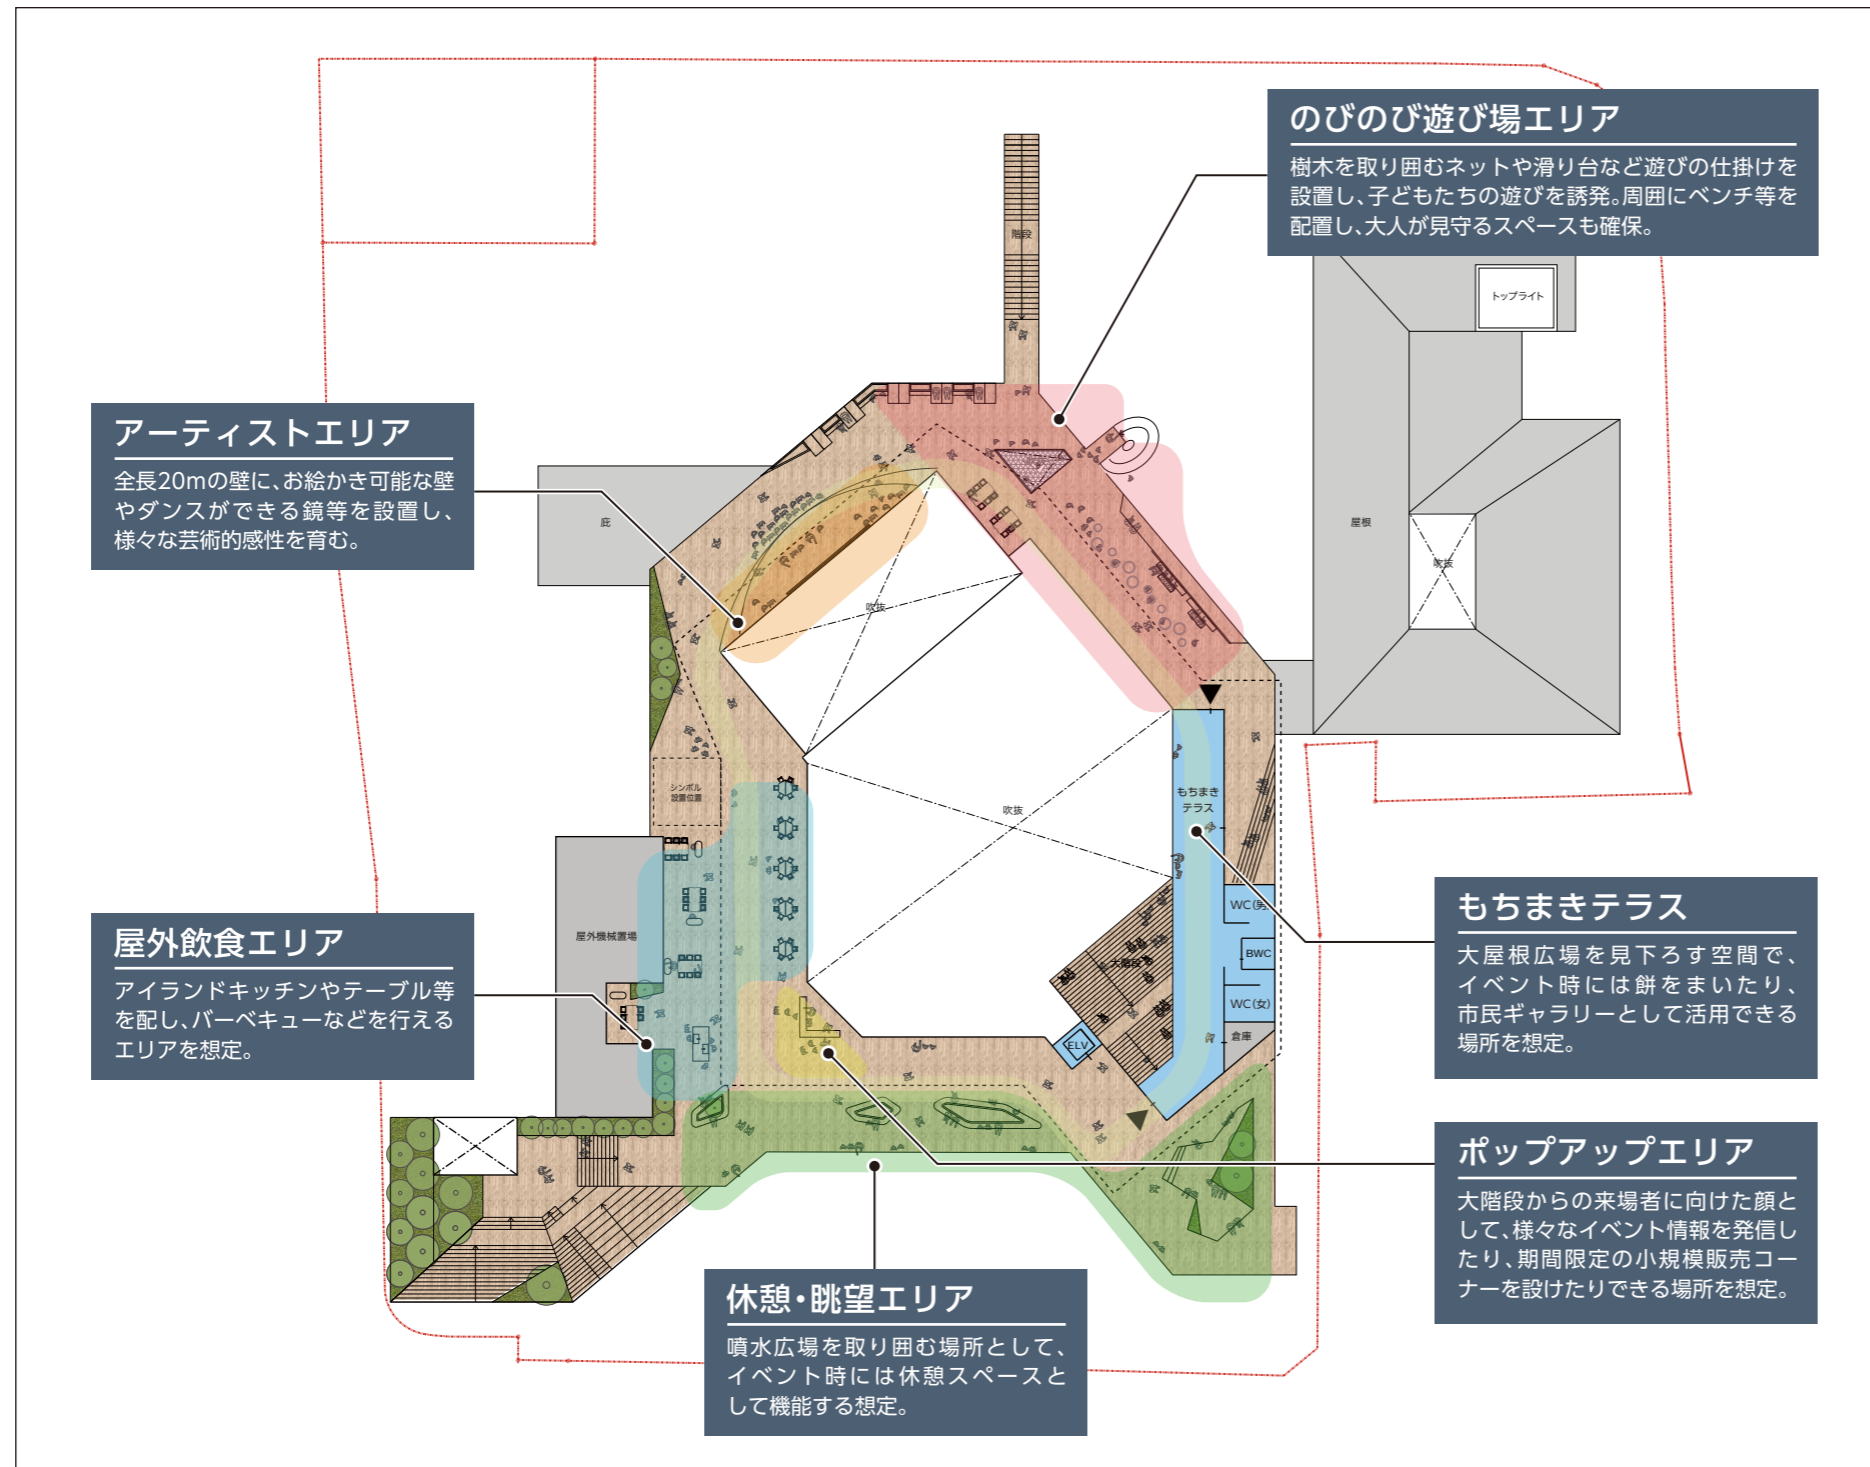 のびのび遊び場エリア
樹木を取り囲むネットや滑り台など遊びの仕掛けを
設置し、子どもたちの遊びを誘発。周囲にベンチ等を
配置し、大人が見守るスペースも確保。
階段
トップライト
アーティストエリア
全長20mの壁に、お絵かき可能な壁
やダンスができる鏡等を設置し、
様々な芸術的感性を育む。
庇
屋根
吹抜
吹抜
シンボル
設置位置
もちまき
テラス
吹抜
屋外飲食エリア
アイランドキッチンやテーブル等
を配し、バーベキューなどを行える
エリアを想定。
屋外機械置場
大階段
WC(男)
BWC
WC(女)
倉庫
ELV
もちまきテラス
大屋根広場を見下ろす空間で、
イベント時には餅をまいたり、
市民ギャラリーとして活用できる
場所を想定。
ポップアップエリア
大階段からの来場者に向けた顔と
して、様々なイベント情報を発信し
たり、期間限定の小規模販売コー
ナーを設けたりできる場所を想定。
休憩・眺望エリア
噴水広場を取り囲む場所として、
イベント時には休憩スペースと
して機能する想定。